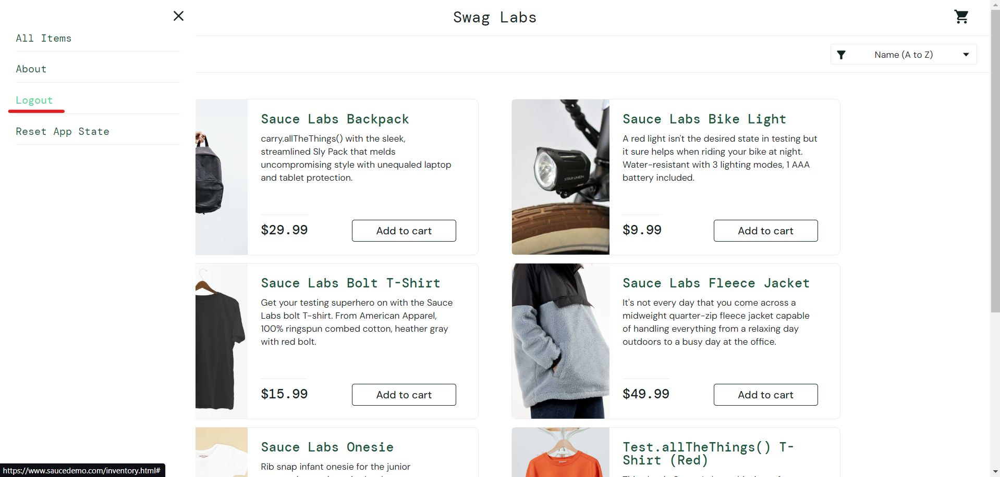 All Items
About
Logout
Reset App State
Swag Labs
Name (A to Z)
Sauce Labs Backpack
carry.allTheThings() with the sleek,
streamlined Sly Pack that melds
uncompromising style with unequaled laptop
and tablet protection.
$29.99
Add to cart
Sauce Labs Bike Light
A red light isn't the desired state in testing but
it sure helps when riding your bike at night.
Water-resistant with 3 lighting modes, 1 AAA
battery included.
STAR UNION
$9.99
Add to cart
Sauce Labs Bolt T-Shirt
Get your testing superhero on with the Sauce
Labs bolt T-shirt. From American Apparel,
100% ringspun combed cotton, heather gray
with red bolt.
$15.99
Add to cart
Sauce Labs Fleece Jacket
It's not every day that you come across a
midweight quarter-zip fleece jacket capable
of handling everything from a relaxing day
outdoors to a busy day at the office.
$49.99
Add to cart
Sauce Labs Onesie
Rib snap infant onesie for the junior
Test.allTheThings() T-
Shirt (Red)
https://www.saucedemo.com/inventory.html#